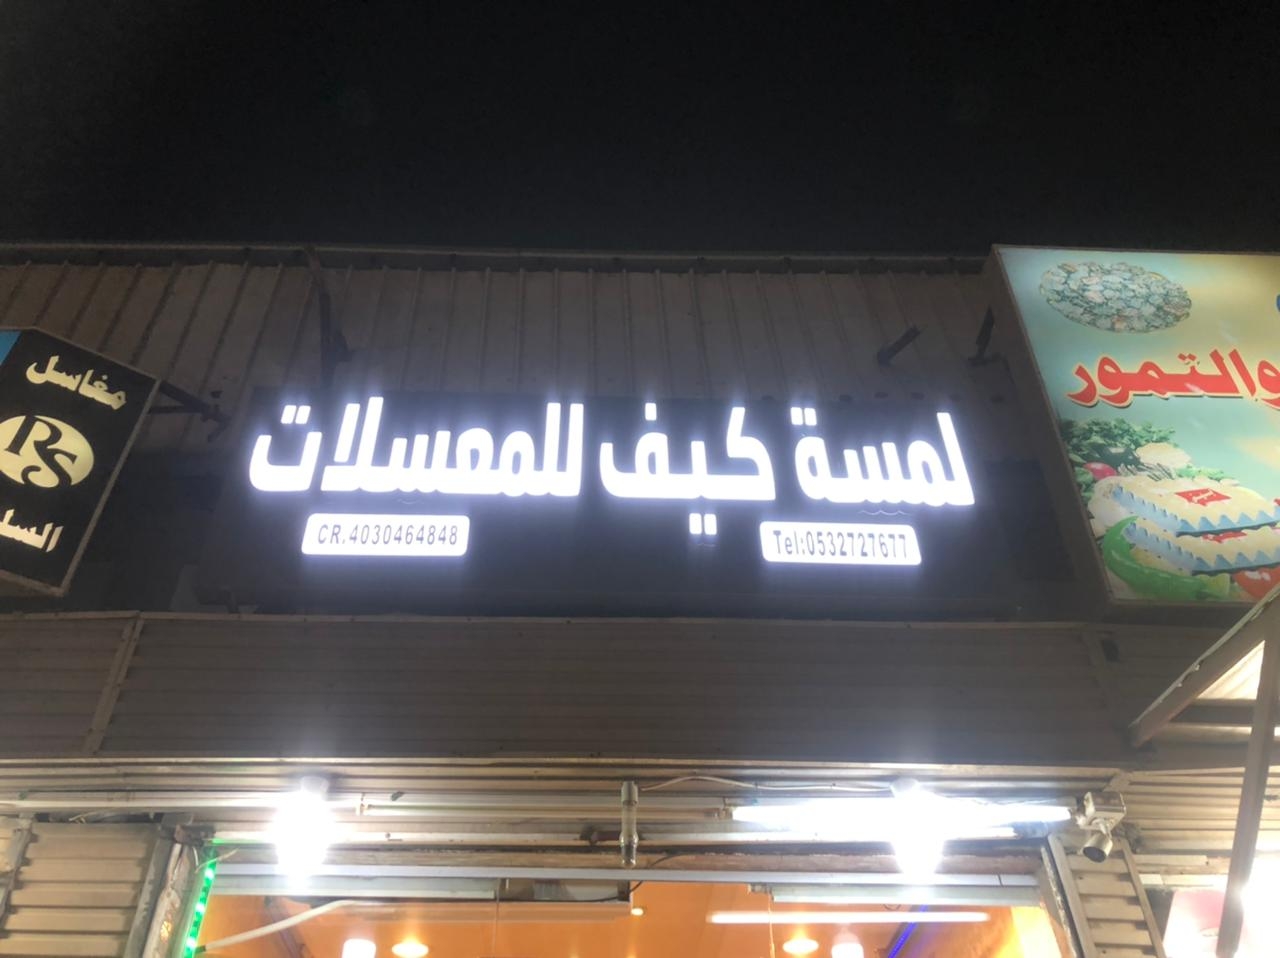 لمسة كيف للمعسلات
Tel:0532727677
CR.4030464848
مغاسل
RS
والتمور